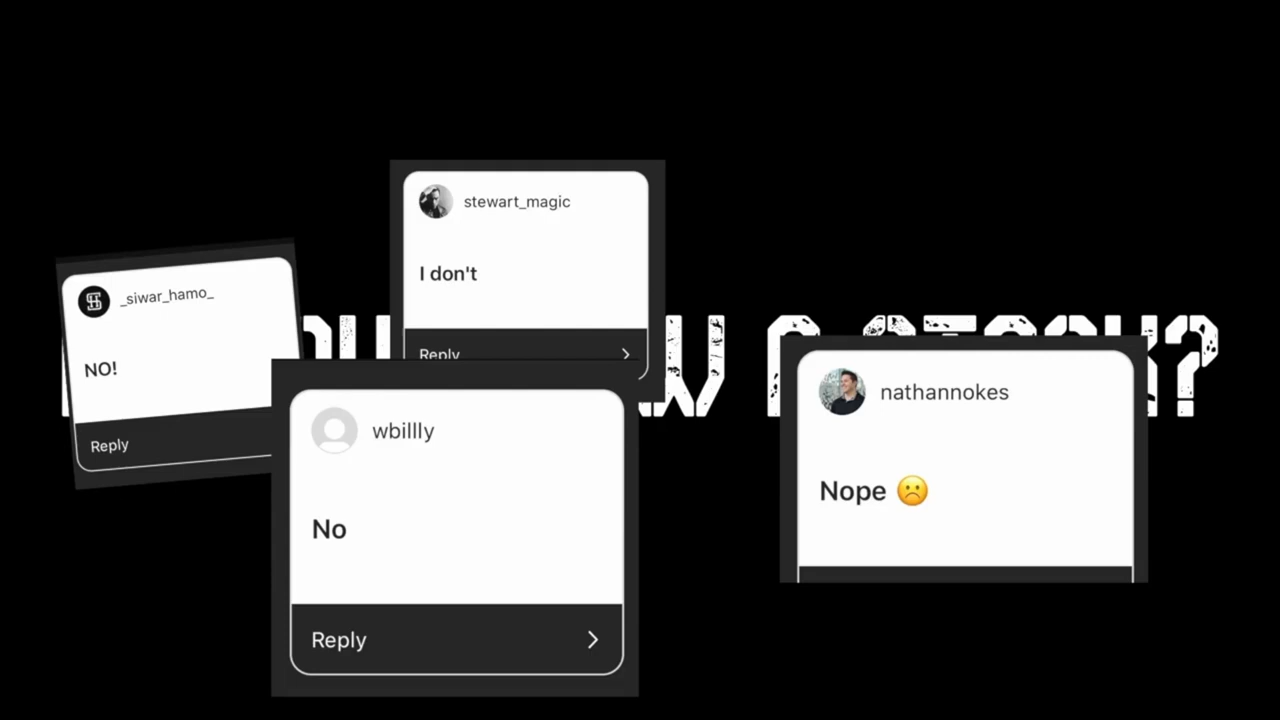 stewart_magic
I don't
Reply
_siwar_hamo_
NO!
Reply
wbillly
No
Reply
nathannokes
Nope ☹️